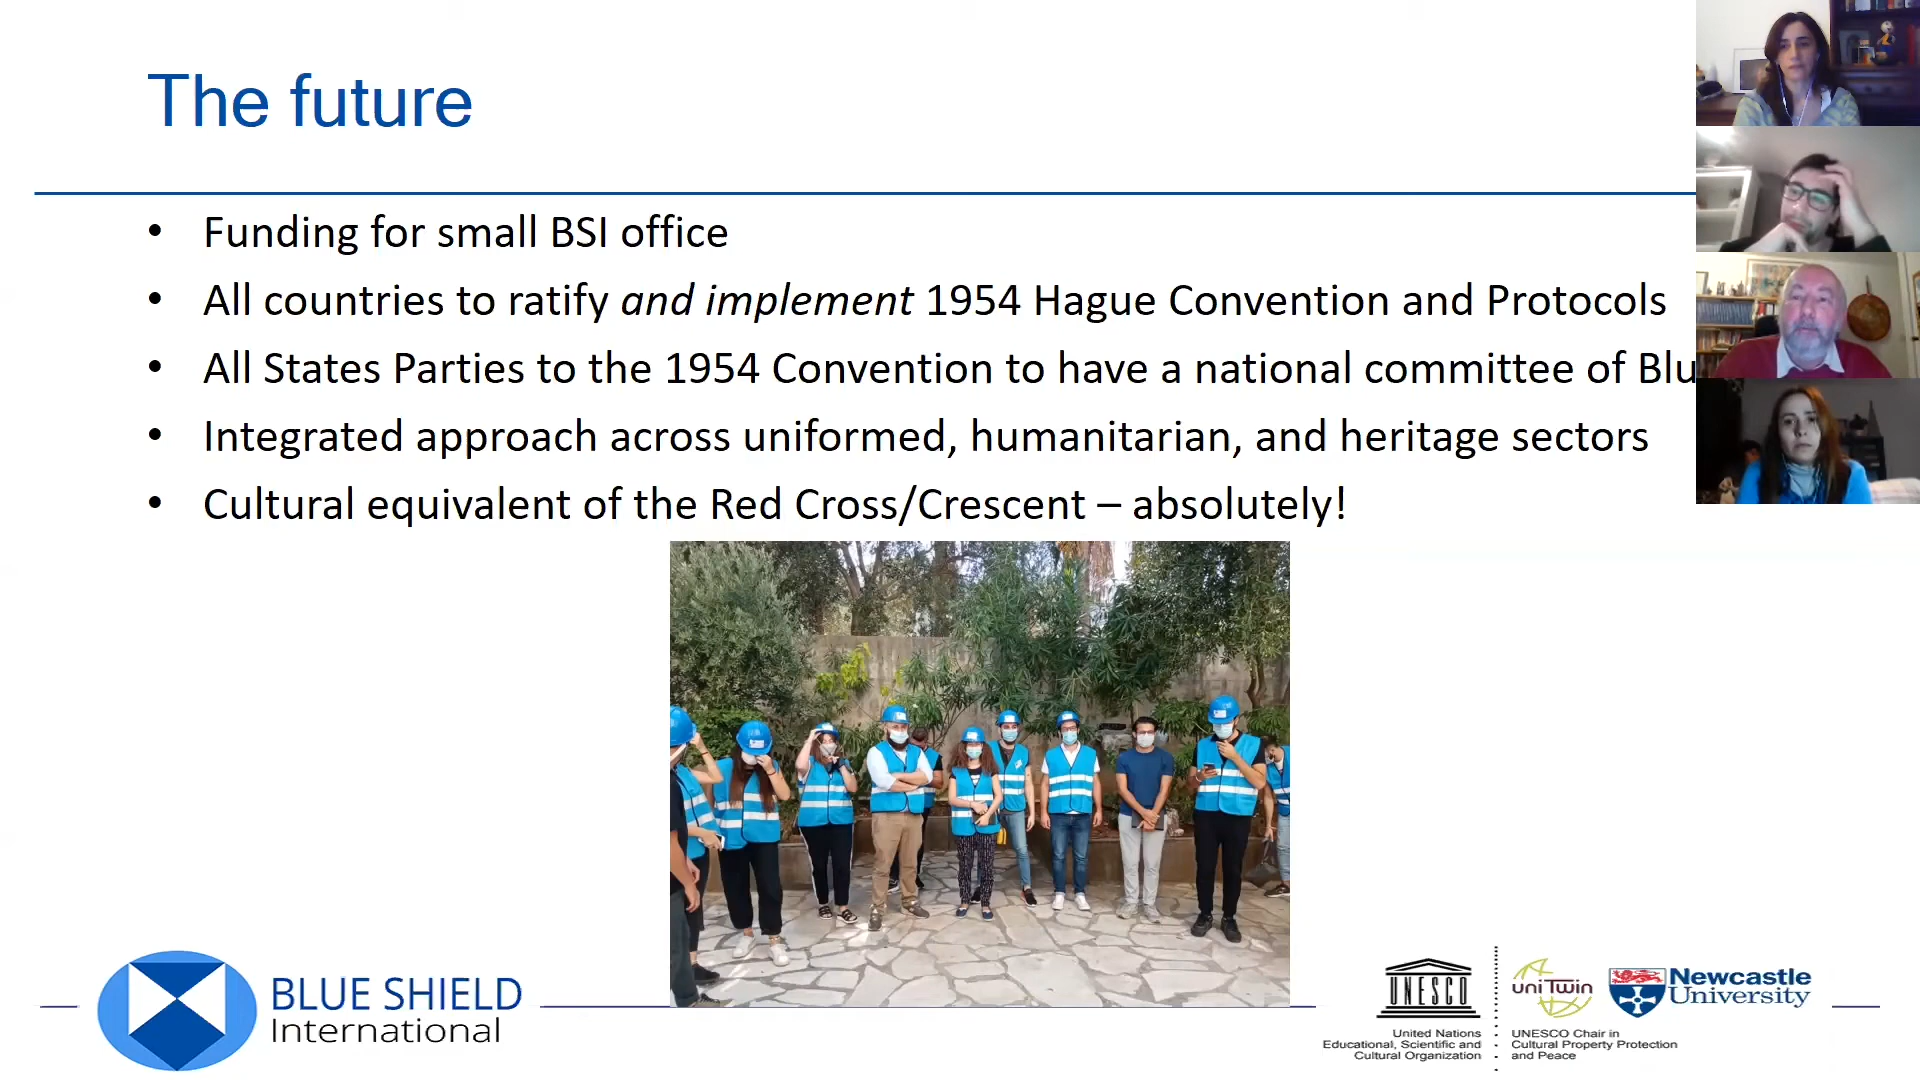 The future
• Funding for small BSI office
• All countries to ratify and implement 1954 Hague Convention and Protocols
• All States Parties to the 1954 Convention to have a national committee of Blu
• Integrated approach across uniformed, humanitarian, and heritage sectors
• Cultural equivalent of the Red Cross/Crescent – absolutely!
BLUE SHIELD
International
UNESCO
United Nations
Educational, Scientific and
Cultural Organization
uniTwin
Newcastle
University
UNESCO Chair in
Cultural Property Protection
and Peace